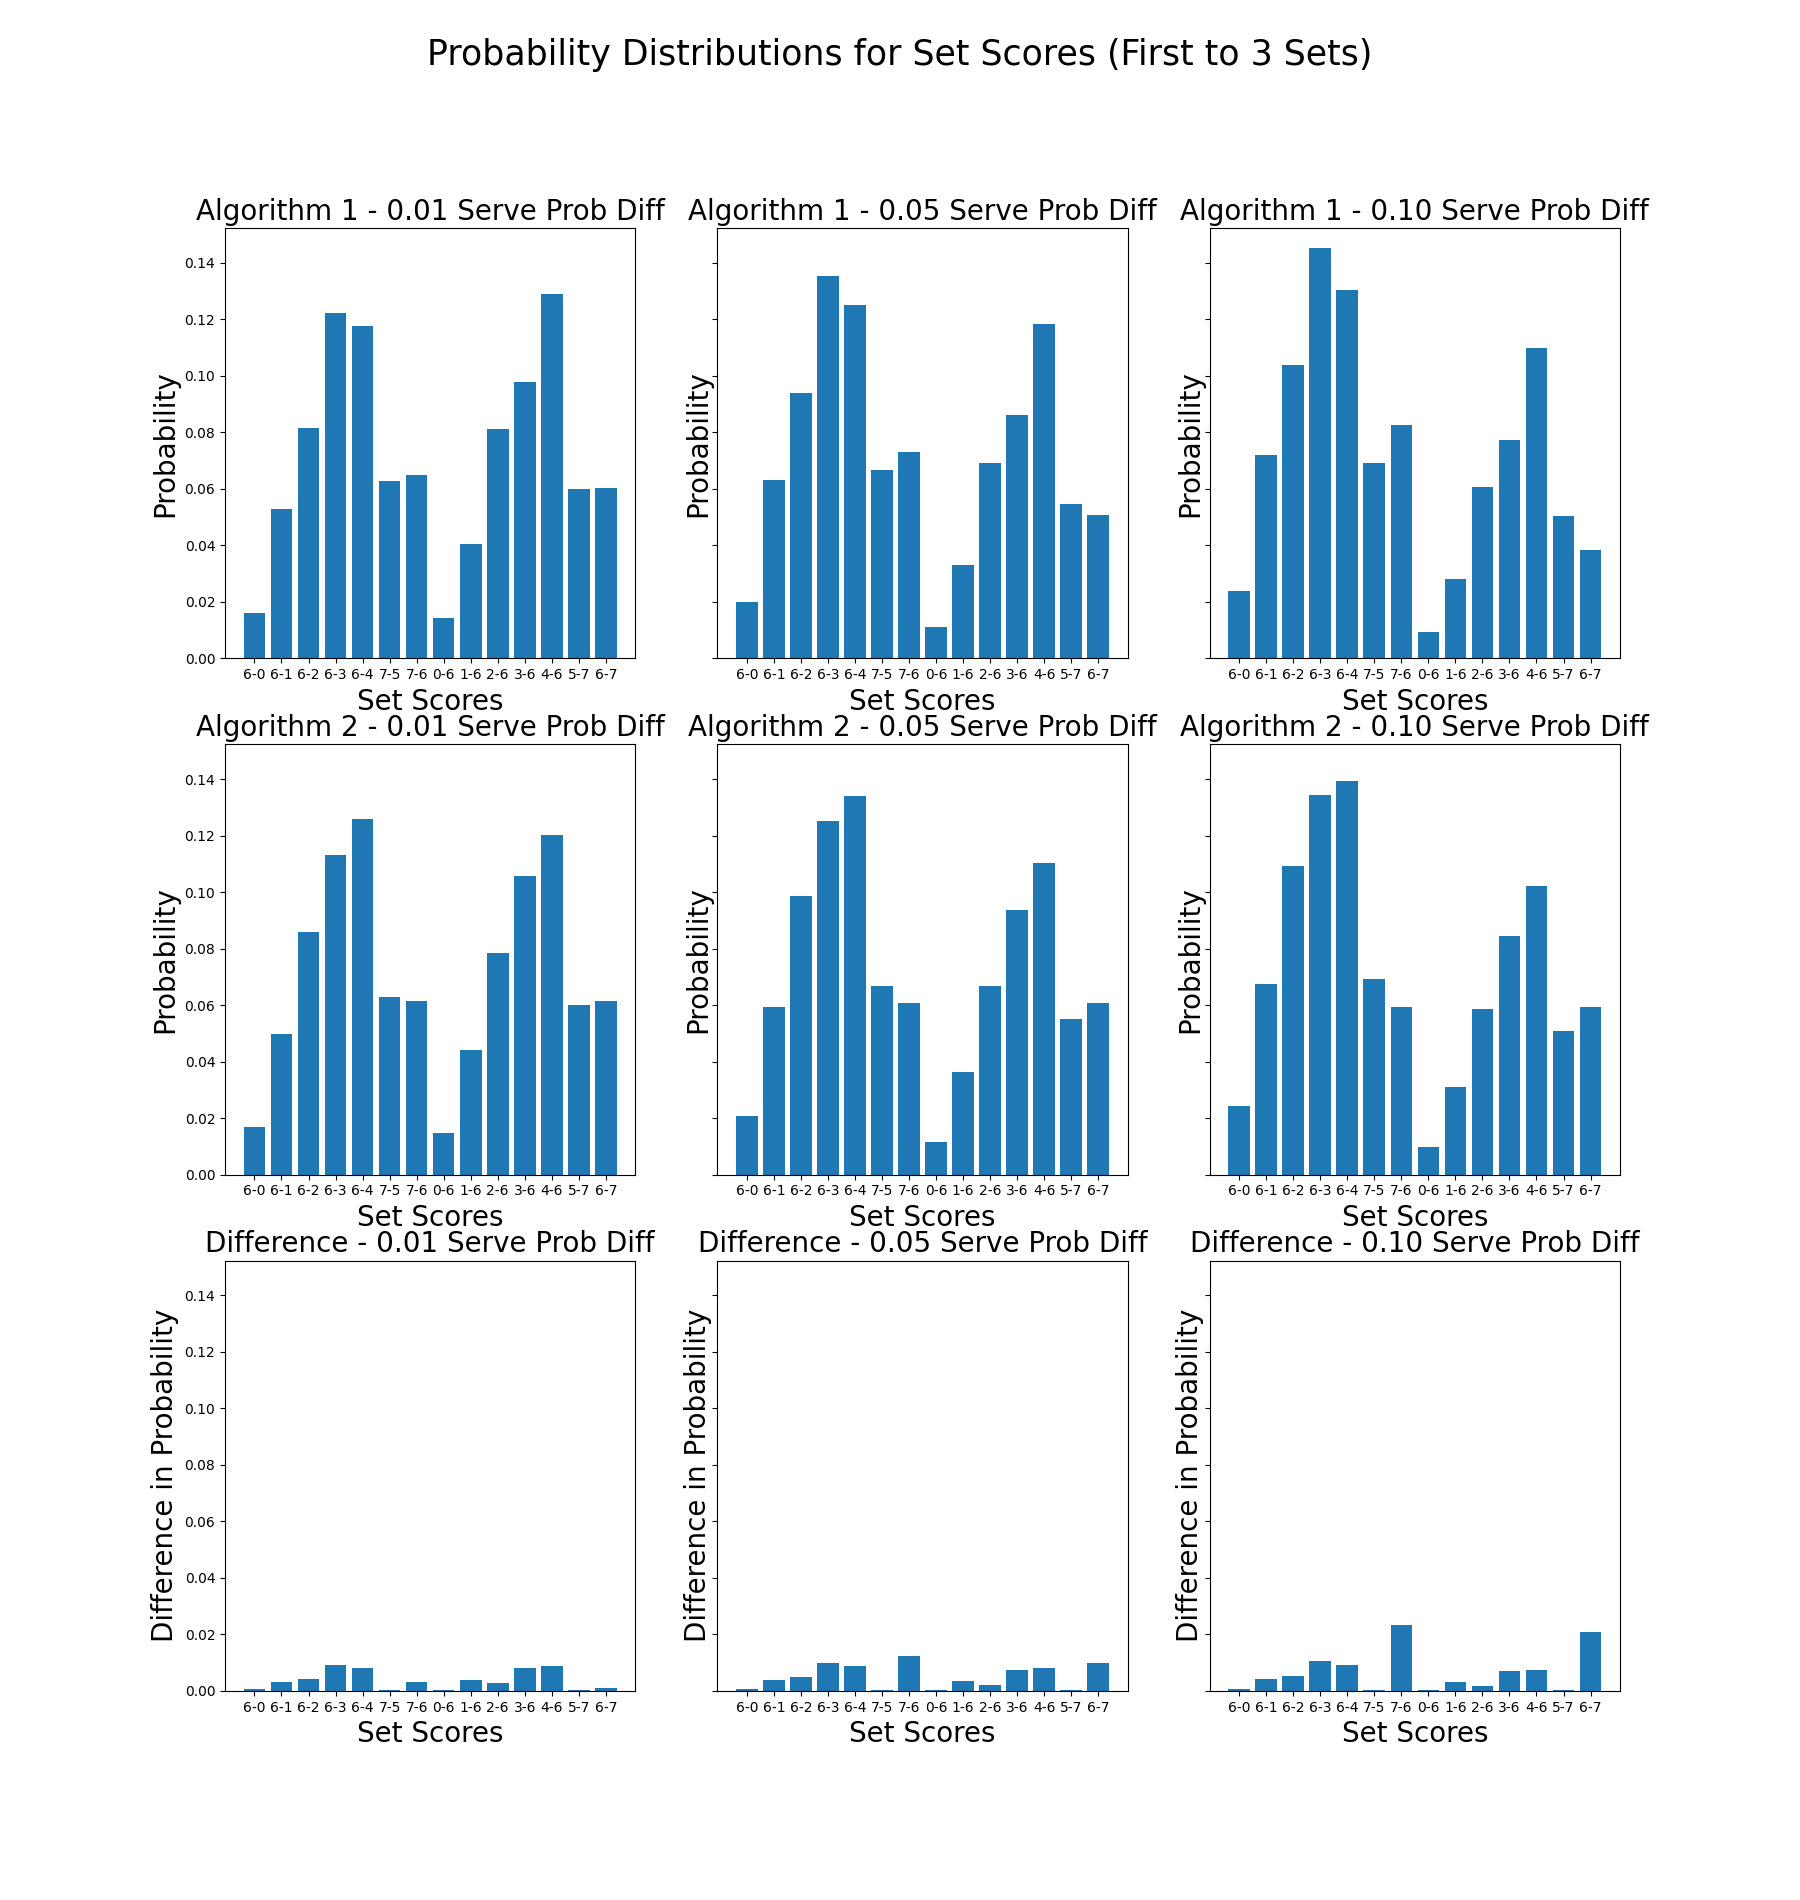 Probability Distributions for Set Scores (First to 3 Sets)
Algorithm 1 - 0.01 Serve Prob Diff
Probability
0.14
0.12
0.10
0.08
0.06
0.04
0.02
0.00
6-0 6-1 6-2 6-3 6-4 7-5 7-6 0-6 1-6 2-6 3-6 4-6 5-7 6-7
Set Scores
Algorithm 1 - 0.05 Serve Prob Diff
Probability
6-0 6-1 6-2 6-3 6-4 7-5 7-6 0-6 1-6 2-6 3-6 4-6 5-7 6-7
Set Scores
Algorithm 1 - 0.10 Serve Prob Diff
Probability
6-0 6-1 6-2 6-3 6-4 7-5 7-6 0-6 1-6 2-6 3-6 4-6 5-7 6-7
Set Scores
Algorithm 2 - 0.01 Serve Prob Diff
Probability
0.14
0.12
0.10
0.08
0.06
0.04
0.02
0.00
6-0 6-1 6-2 6-3 6-4 7-5 7-6 0-6 1-6 2-6 3-6 4-6 5-7 6-7
Set Scores
Algorithm 2 - 0.05 Serve Prob Diff
Probability
6-0 6-1 6-2 6-3 6-4 7-5 7-6 0-6 1-6 2-6 3-6 4-6 5-7 6-7
Set Scores
Algorithm 2 - 0.10 Serve Prob Diff
Probability
6-0 6-1 6-2 6-3 6-4 7-5 7-6 0-6 1-6 2-6 3-6 4-6 5-7 6-7
Set Scores
Difference - 0.01 Serve Prob Diff
Difference in Probability
0.14
0.12
0.10
0.08
0.06
0.04
0.02
0.00
6-0 6-1 6-2 6-3 6-4 7-5 7-6 0-6 1-6 2-6 3-6 4-6 5-7 6-7
Set Scores
Difference - 0.05 Serve Prob Diff
Difference in Probability
6-0 6-1 6-2 6-3 6-4 7-5 7-6 0-6 1-6 2-6 3-6 4-6 5-7 6-7
Set Scores
Difference - 0.10 Serve Prob Diff
Difference in Probability
6-0 6-1 6-2 6-3 6-4 7-5 7-6 0-6 1-6 2-6 3-6 4-6 5-7 6-7
Set Scores